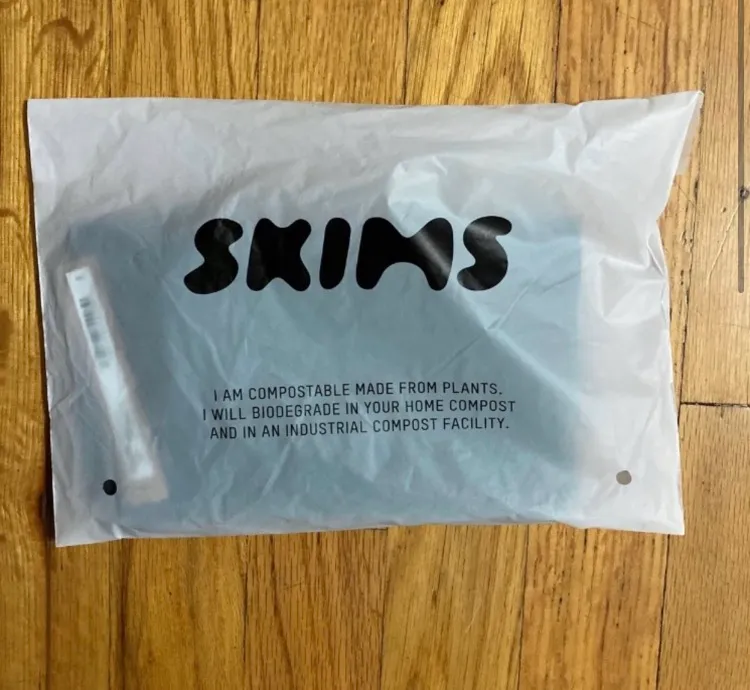 SKIMS
I AM COMPOSTABLE MADE FROM PLANTS.
I WILL BIODEGRADE IN YOUR HOME COMPOST
AND IN AN INDUSTRIAL COMPOST FACILITY.